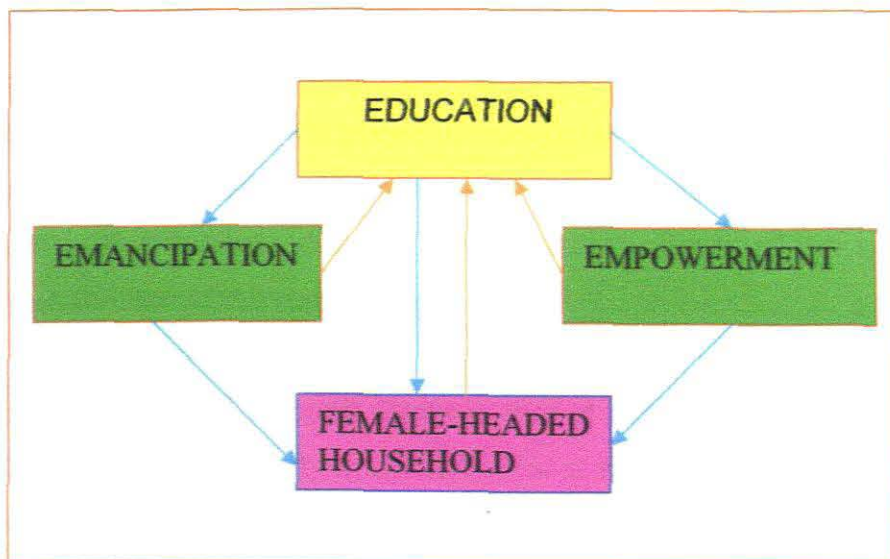 EDUCATION
EMANCIPATION
EMPOWERMENT
FEMALE-HEADED
HOUSEHOLD